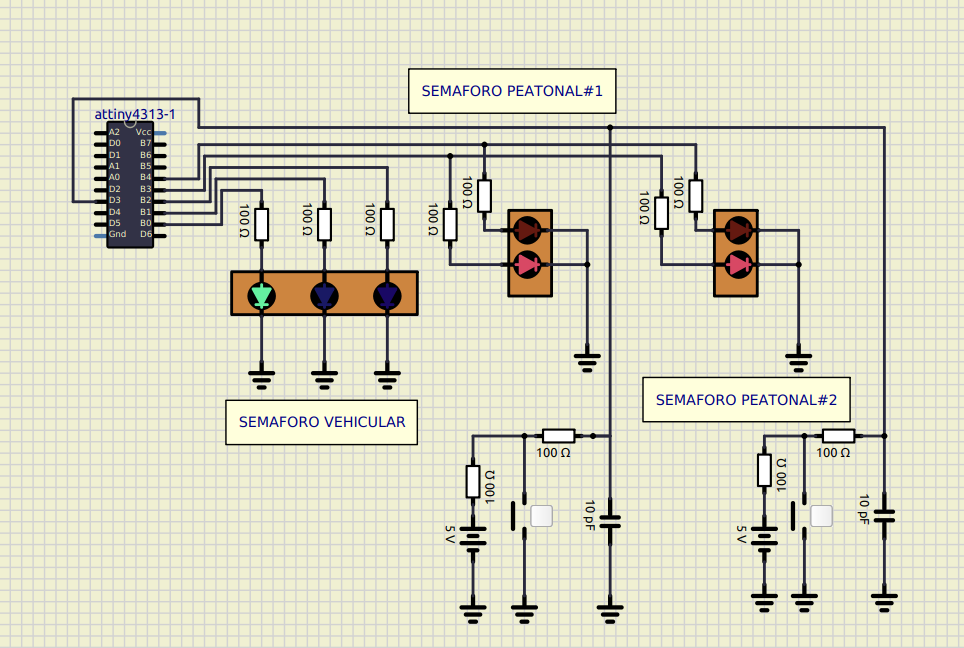 SEMAFORO PEATONAL#1
attiny4313-1
A2 Vcc
D0 B7
D1 B6
A1 B5
A0 B4
D2 B3
D3 B2
D4 B1
D5 B0
Gnd D6
100 Ω
100 Ω
100 Ω
100 Ω
100 Ω
100 Ω
100 Ω
SEMAFORO VEHICULAR
SEMAFORO PEATONAL#2
100 Ω
100 Ω
5 V
10 pF
100 Ω
100 Ω
5 V
10 pF